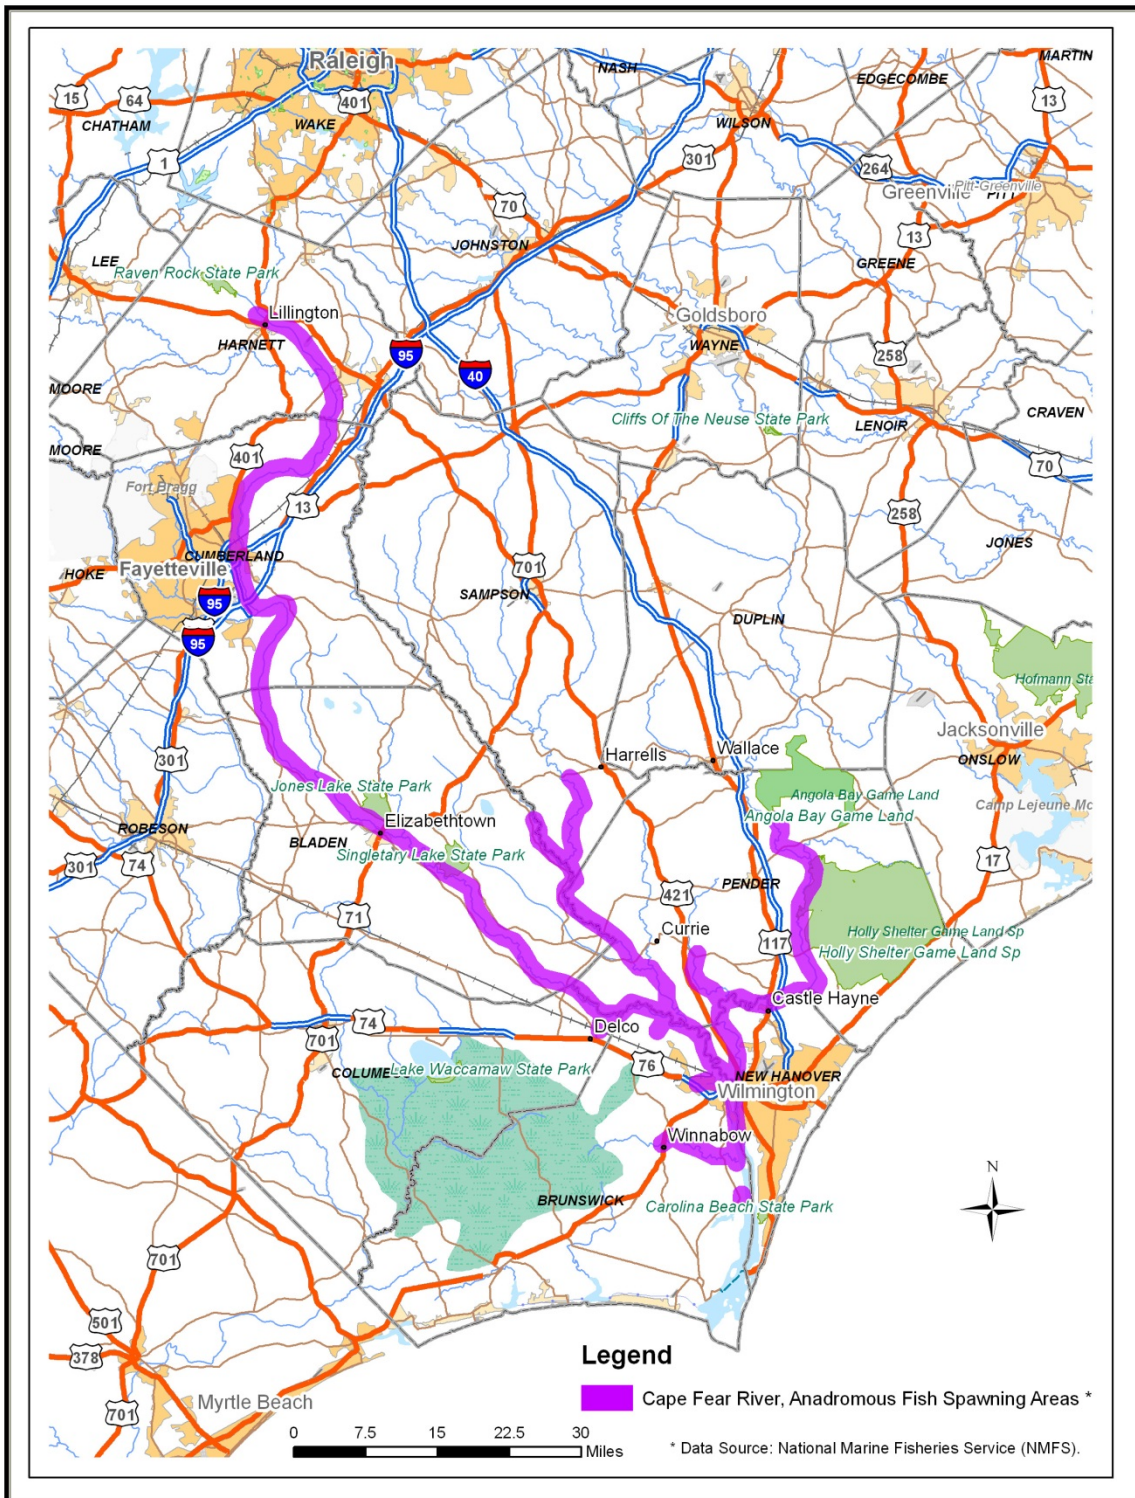 Raleigh
MARTIN
NASH
EDGECOMBE
15
64
401
13
CHATHAM
WAKE
WILSON
1
301
264
Greenville
Pitt-Greenville
PITT
70
13
JOHNSTON
LEE
GREENE
Raven Rock State Park
Lillington
Goldsboro
HARNETT
WAYNE
95
258
40
MOORE
CRAVEN
Cliffs Of The Neuse State Park
LENOIR
MOORE
401
70
Fort Bragg
13
258
JONES
CUMBERLAND
Fayetteville
701
HOKE
SAMPSON
95
DUPLIN
95
Hofmann Sta
Jacksonville
ONSLOW
301
Harrells
Wallace
Jones Lake State Park
Angola Bay Game Land
Camp Lejeune Mc
Angola Bay Game Land
Elizabethtown
ROBESON
BLADEN
Singletary Lake State Park
301
74
17
PENDER
421
71
Currie
Holly Shelter Game Land Sp
117
Holly Shelter Game Land Sp
Castle Hayne
74
Delco
701
76
Lake Waccamaw State Park
COLUMBUS
NEW HANOVER
Wilmington
Winnabow
N
BRUNSWICK
Carolina Beach State Park
701
501
378
Legend
Cape Fear River, Anadromous Fish Spawning Areas *
Myrtle Beach
701
0 7.5 15 22.5 30
Miles
* Data Source: National Marine Fisheries Service (NMFS).